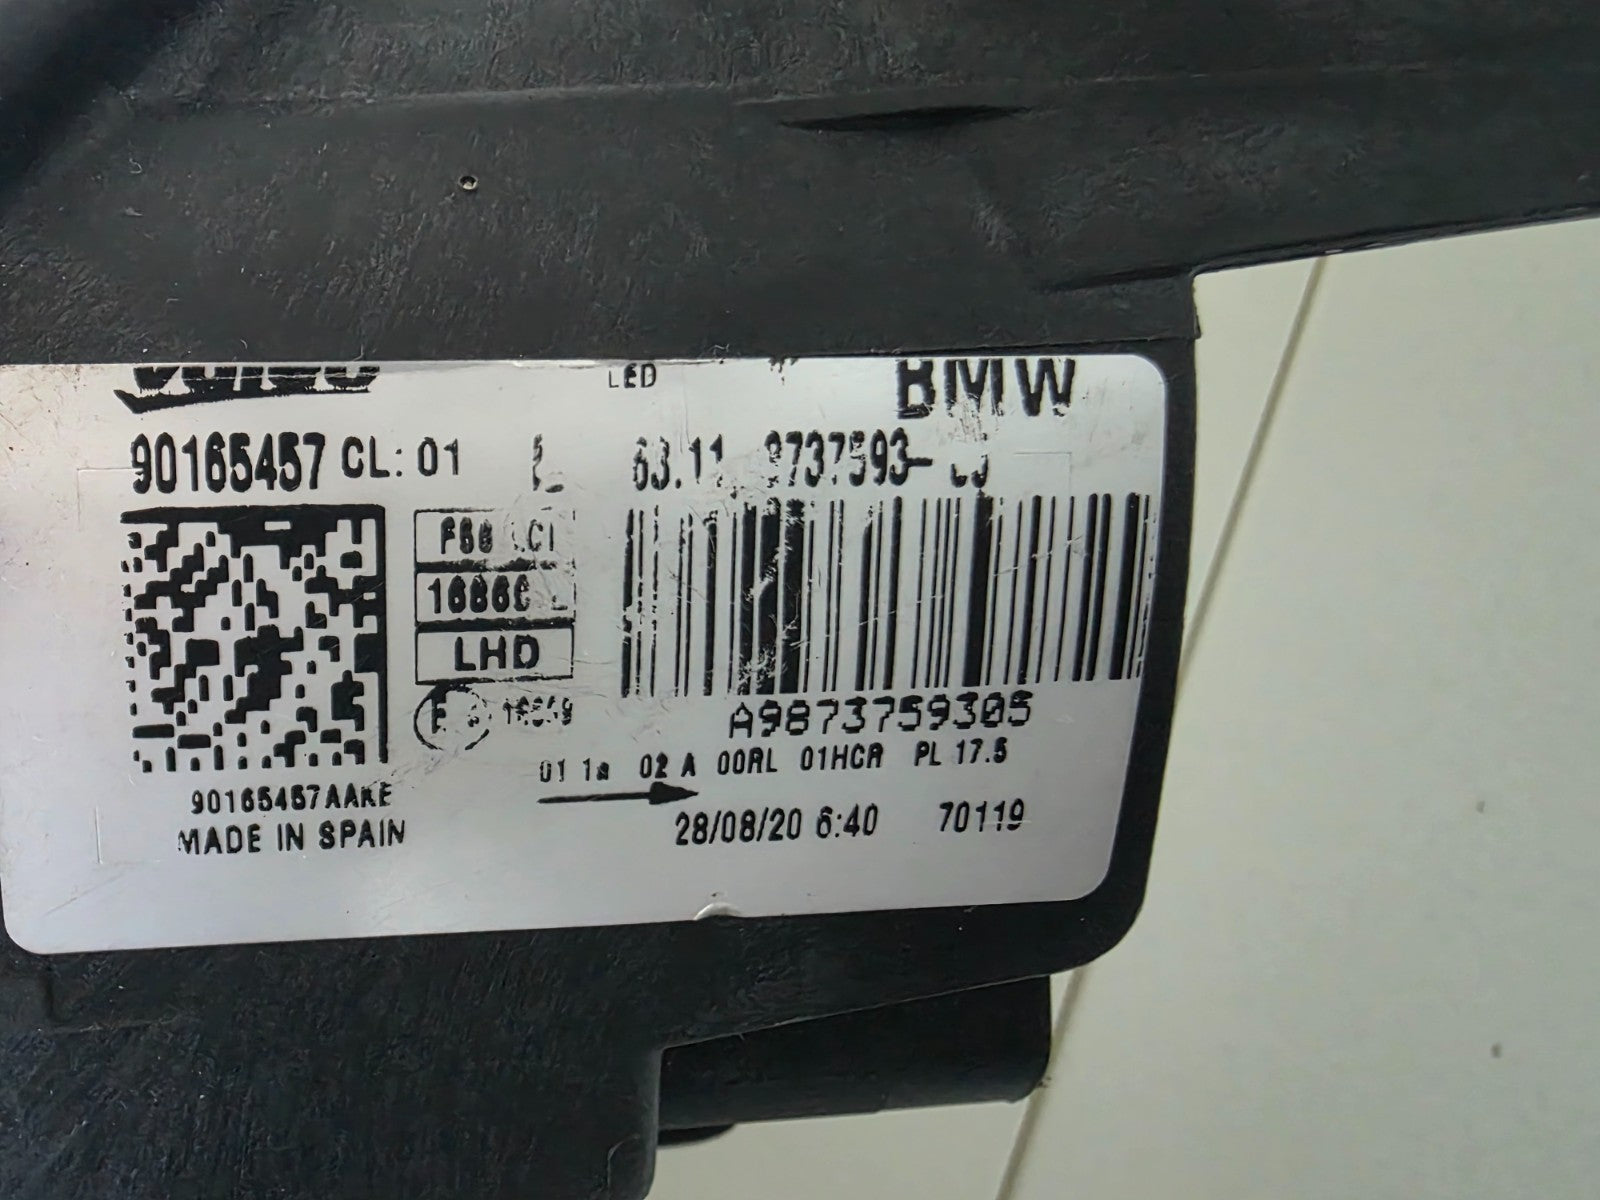 Valeo LED BMW
90165457 CL: 01 63.11
LHD
A9873759305
01 1a 02 A 00RL 01HCR PL 17.5
90165457AAKE
MADE IN SPAIN
28/08/20 6:40 70119